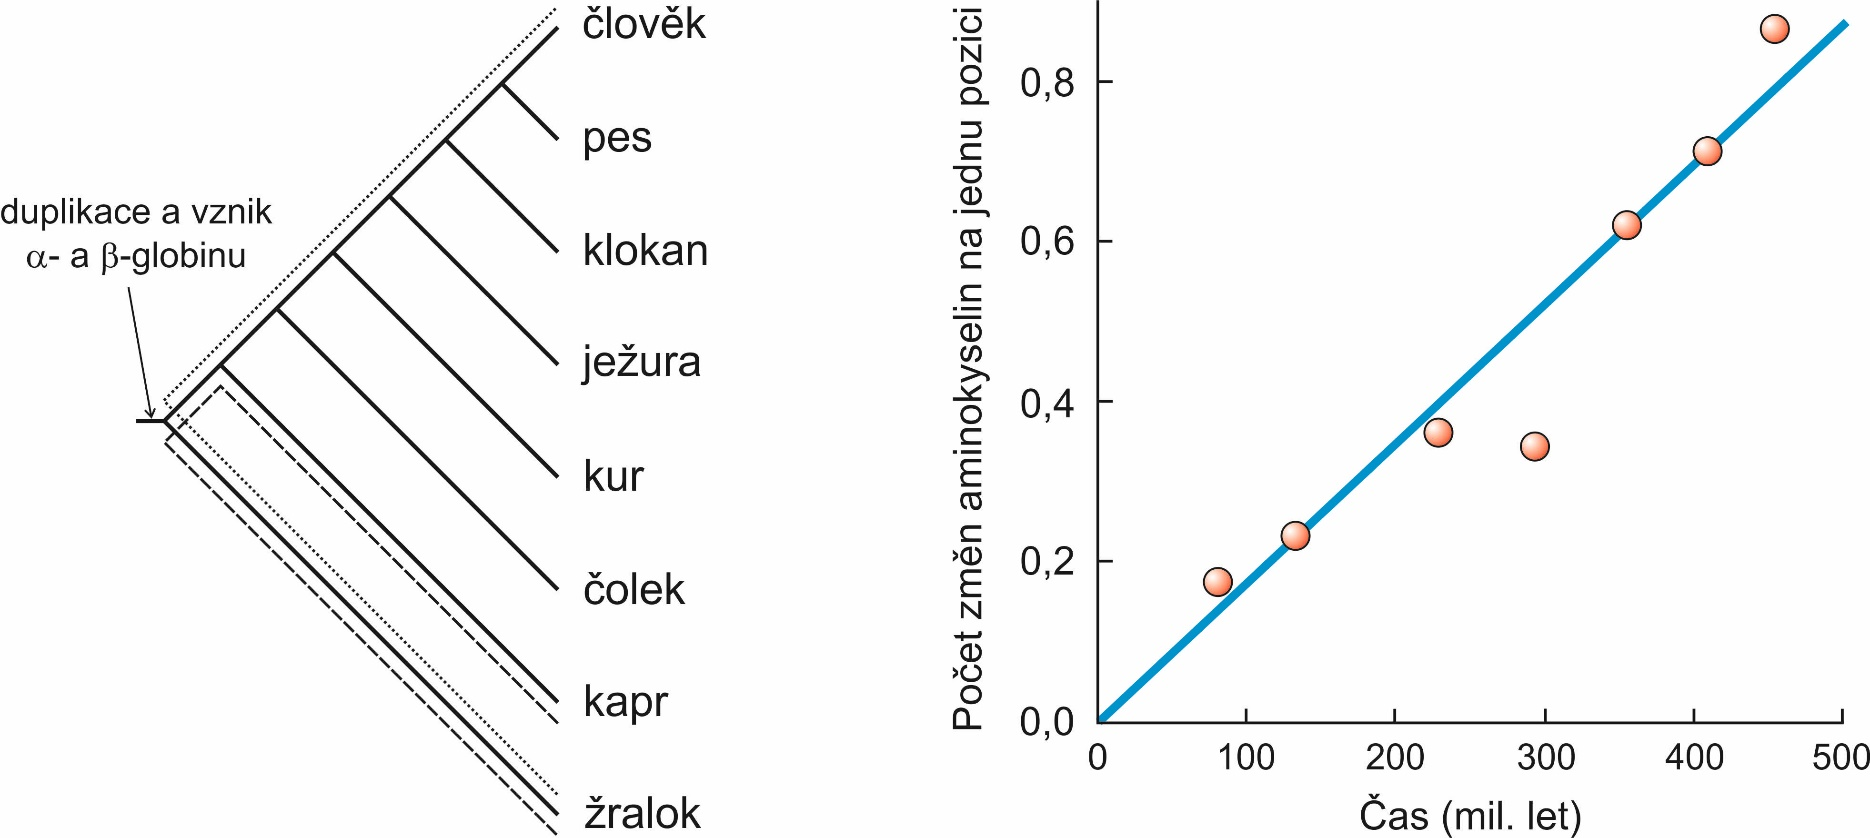 duplikace a vznik
α- a β-globinu
člověk
pes
klokan
ježura
kur
čolek
kapr
žralok
Počet změn aminokyselin na jednu pozici
0,8
0,6
0,4
0,2
0,0
0 100 200 300 400 500
Čas (mil. let)